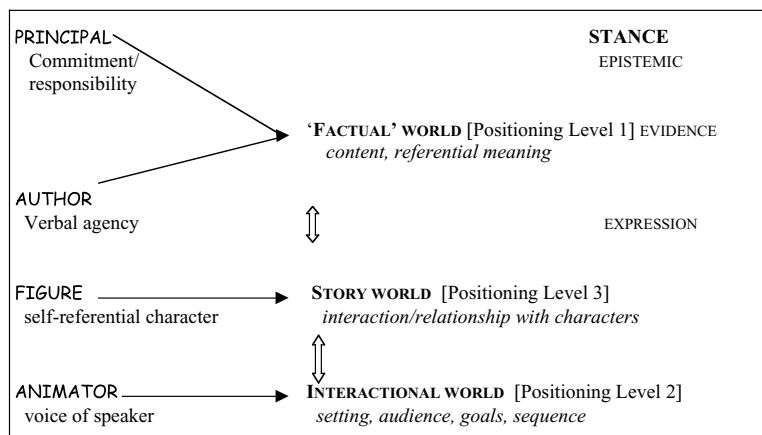 PRINCIPAL STANCE
Commitment/ EPISTEMIC
responsibility
‘FACTUAL’ WORLD [Positioning Level 1] EVIDENCE
content, referential meaning
AUTHOR
Verbal agency EXPRESSION
FIGURE STORY WORLD [Positioning Level 3]
self-referential character interaction/relationship with characters
ANIMATOR INTERACTIONAL WORLD [Positioning Level 2]
voice of speaker setting, audience, goals, sequence